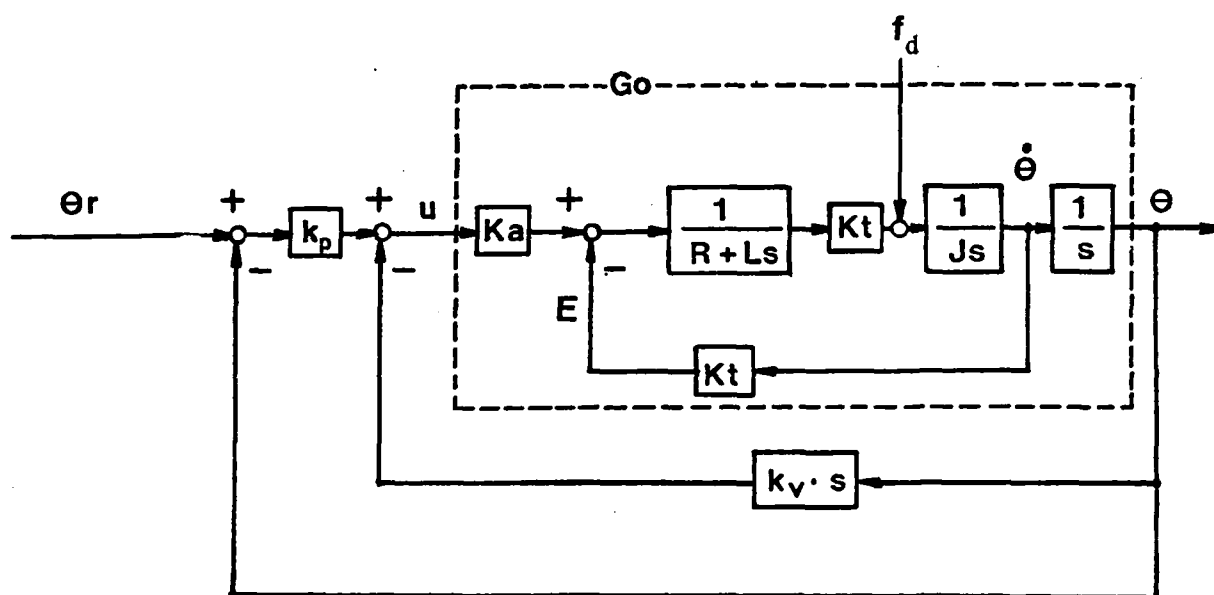 f_d
Go
θ̇
θr
+
+
u
+
θ
k_p
Ka
1
R + Ls
Kt
1
Js
1
s
−
−
−
E
Kt
k_v · s